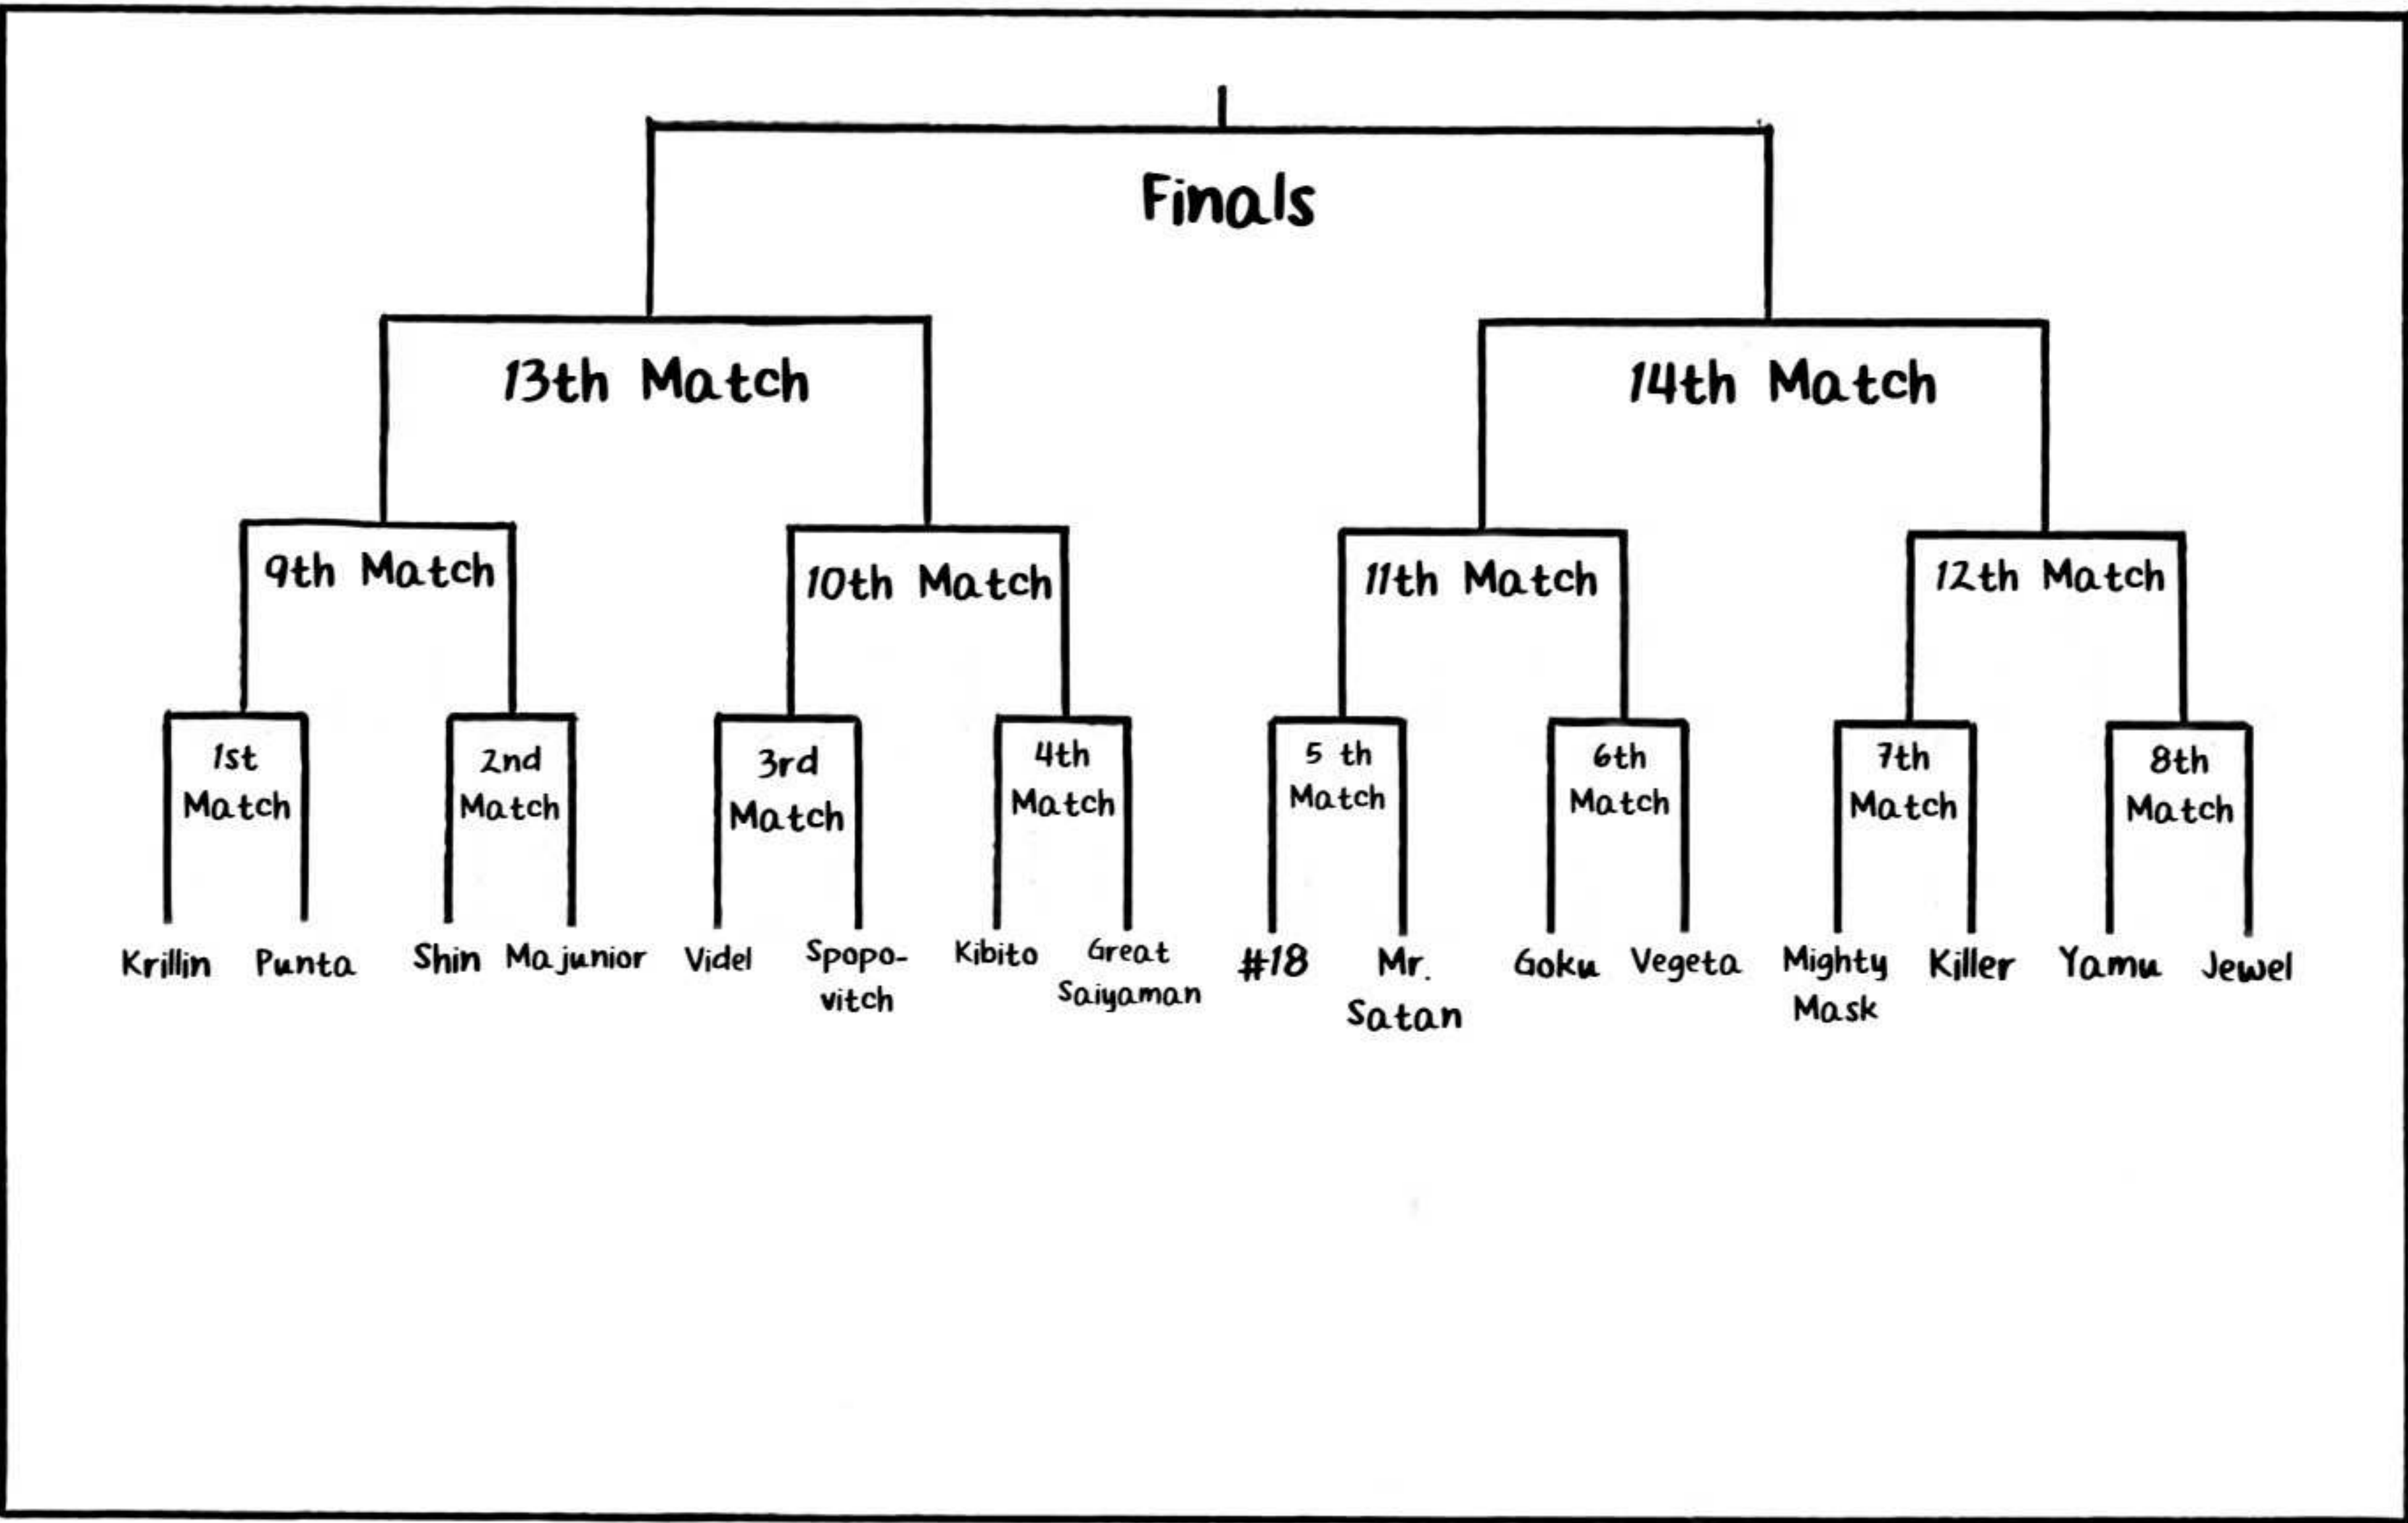 Finals
13th Match
14th Match
9th Match
10th Match
11th Match
12th Match
1st
Match
2nd
Match
3rd
Match
4th
Match
5 th
Match
6th
Match
7th
Match
8th
Match
Krillin
Punta
Shin
Majunior
Videl
Spopo-
vitch
Kibito
Great
Saiyaman
#18
Mr.
Satan
Goku
Vegeta
Mighty
Mask
Killer
Yamu
Jewel